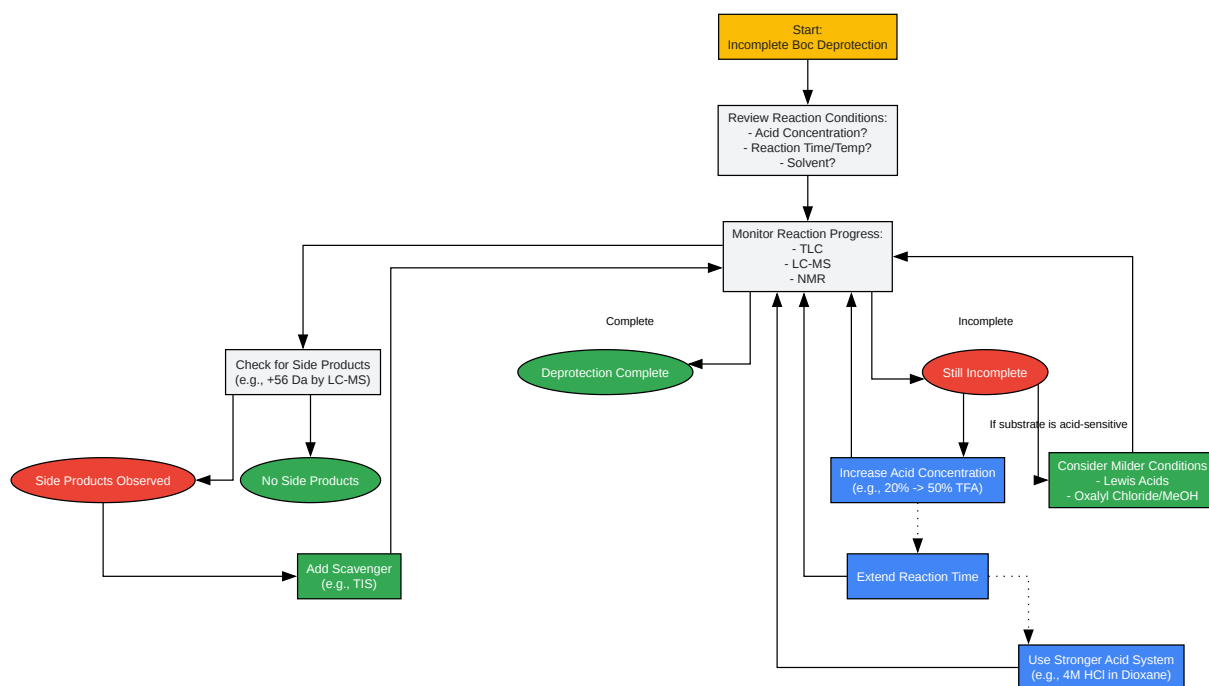 Start:
Incomplete Boc Deprotection
Review Reaction Conditions:
- Acid Concentration?
- Reaction Time/Temp?
- Solvent?
Monitor Reaction Progress:
- TLC
- LC-MS
- NMR
Complete
Incomplete
Check for Side Products
(e.g., +56 Da by LC-MS)
Deprotection Complete
Still Incomplete
If substrate is acid-sensitive
Side Products Observed
No Side Products
Increase Acid Concentration
(e.g., 20% -> 50% TFA)
Consider Milder Conditions
- Lewis Acids
- Oxalyl Chloride/MeOH
Add Scavenger
(e.g., TIS)
Extend Reaction Time
Use Stronger Acid System
(e.g., 4M HCl in Dioxane)